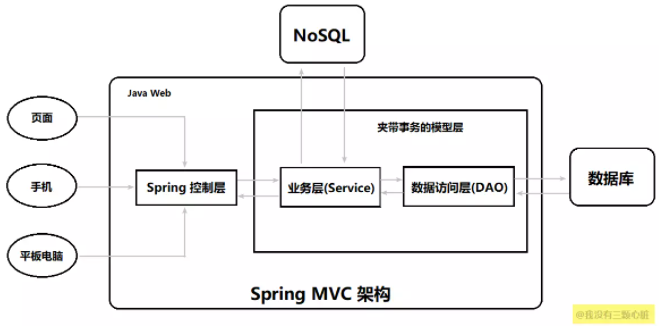 NoSQL
Java Web
夹带事务的模型层
页面
手机
平板电脑
Spring 控制层
业务层(Service)
数据访问层(DAO)
数据库
Spring MVC 架构
@我没有三颗心脏